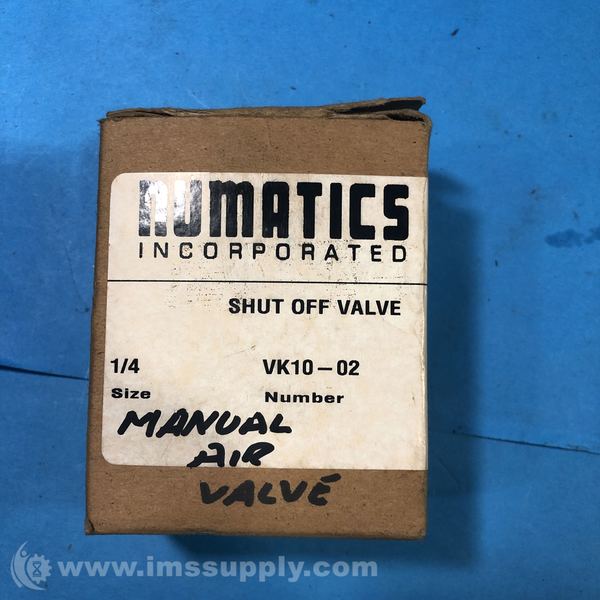 NUMATICS
INCORPORATED
SHUT OFF VALVE
1/4 VK10-02
Size Number
MANUAL
AIR
VALVE
www.imssupply.com